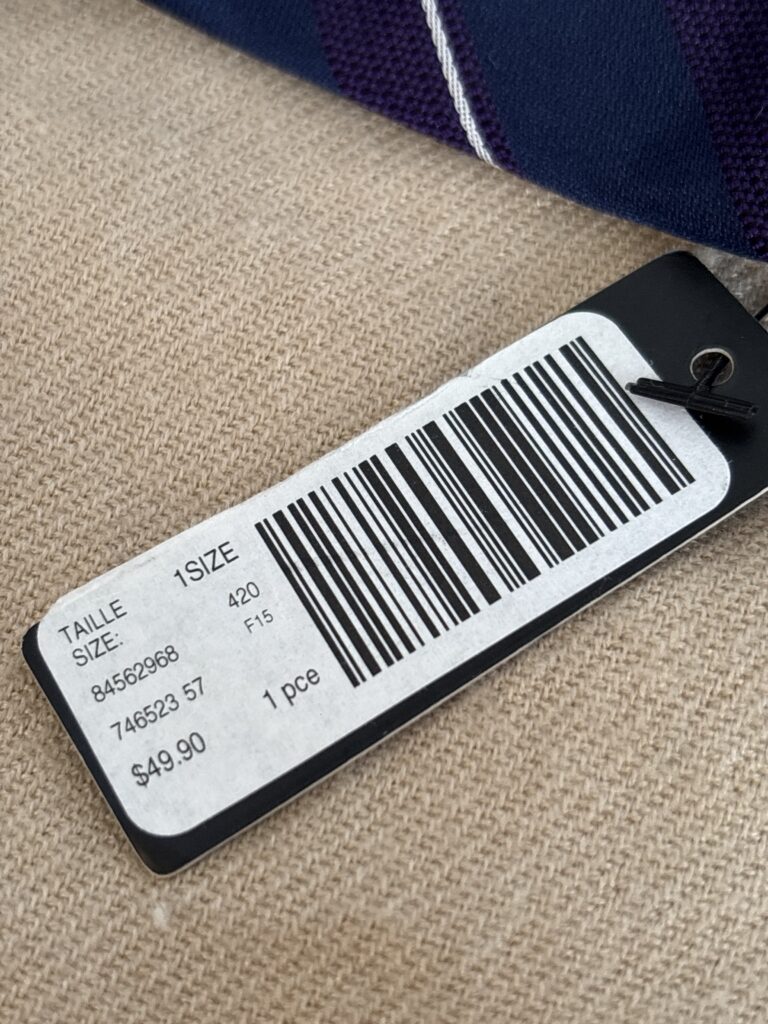 TAILLE
SIZE: 1SIZE
84562968 420
746523 57 F15
$49.90 1 pce